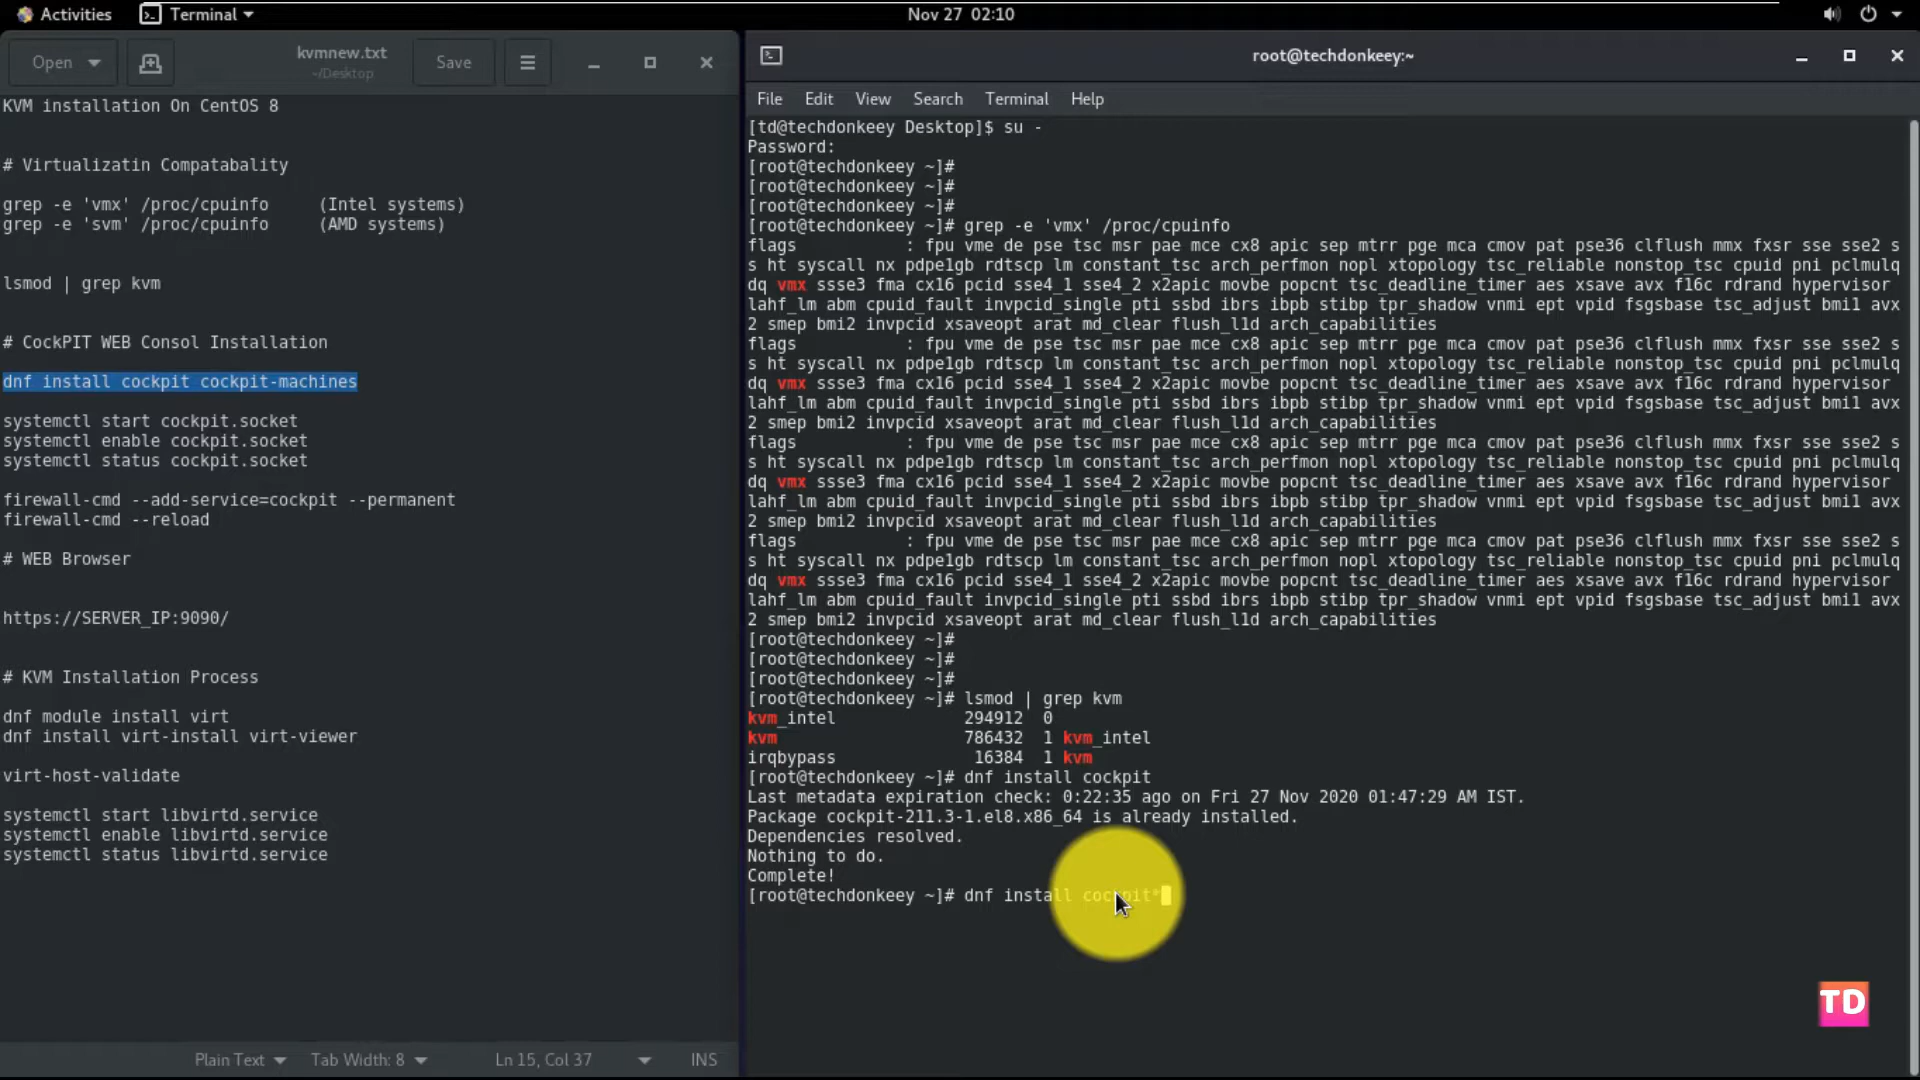 Activities
Terminal
Nov 27 02:10
Open
kvmnew.txt
~/Desktop
Save
KVM installation On CentOS 8
# Virtualizatin Compatabality
grep -e 'vmx' /proc/cpuinfo     (Intel systems)
grep -e 'svm' /proc/cpuinfo     (AMD systems)
lsmod | grep kvm
# CockPIT WEB Consol Installation
dnf install cockpit cockpit-machines
systemctl start cockpit.socket
systemctl enable cockpit.socket
systemctl status cockpit.socket
firewall-cmd --add-service=cockpit --permanent
firewall-cmd --reload
# WEB Browser
https://SERVER_IP:9090/
# KVM Installation Process
dnf module install virt
dnf install virt-install virt-viewer
virt-host-validate
systemctl start libvirtd.service
systemctl enable libvirtd.service
systemctl status libvirtd.service
Plain Text
Tab Width: 8
Ln 15, Col 37
INS
root@techdonkeey:~
File Edit View Search Terminal Help
[td@techdonkeey Desktop]$ su -
Password:
[root@techdonkeey ~]#
[root@techdonkeey ~]#
[root@techdonkeey ~]#
[root@techdonkeey ~]# grep -e 'vmx' /proc/cpuinfo
flags           : fpu vme de pse tsc msr pae mce cx8 apic sep mtrr pge mca cmov pat pse36 clflush mmx fxsr sse sse2 s
s ht syscall nx pdpe1gb rdtscp lm constant_tsc arch_perfmon nopl xtopology tsc_reliable nonstop_tsc cpuid pni pclmulq
dq vmx ssse3 fma cx16 pcid sse4_1 sse4_2 x2apic movbe popcnt tsc_deadline_timer aes xsave avx f16c rdrand hypervisor
lahf_lm abm cpuid_fault invpcid_single pti ssbd ibrs ibpb stibp tpr_shadow vnmi ept vpid fsgsbase tsc_adjust bmi1 avx
2 smep bmi2 invpcid xsaveopt arat md_clear flush_l1d arch_capabilities
flags           : fpu vme de pse tsc msr pae mce cx8 apic sep mtrr pge mca cmov pat pse36 clflush mmx fxsr sse sse2 s
s ht syscall nx pdpe1gb rdtscp lm constant_tsc arch_perfmon nopl xtopology tsc_reliable nonstop_tsc cpuid pni pclmulq
dq vmx ssse3 fma cx16 pcid sse4_1 sse4_2 x2apic movbe popcnt tsc_deadline_timer aes xsave avx f16c rdrand hypervisor
lahf_lm abm cpuid_fault invpcid_single pti ssbd ibrs ibpb stibp tpr_shadow vnmi ept vpid fsgsbase tsc_adjust bmi1 avx
2 smep bmi2 invpcid xsaveopt arat md_clear flush_l1d arch_capabilities
flags           : fpu vme de pse tsc msr pae mce cx8 apic sep mtrr pge mca cmov pat pse36 clflush mmx fxsr sse sse2 s
s ht syscall nx pdpe1gb rdtscp lm constant_tsc arch_perfmon nopl xtopology tsc_reliable nonstop_tsc cpuid pni pclmulq
dq vmx ssse3 fma cx16 pcid sse4_1 sse4_2 x2apic movbe popcnt tsc_deadline_timer aes xsave avx f16c rdrand hypervisor
lahf_lm abm cpuid_fault invpcid_single pti ssbd ibrs ibpb stibp tpr_shadow vnmi ept vpid fsgsbase tsc_adjust bmi1 avx
2 smep bmi2 invpcid xsaveopt arat md_clear flush_l1d arch_capabilities
flags           : fpu vme de pse tsc msr pae mce cx8 apic sep mtrr pge mca cmov pat pse36 clflush mmx fxsr sse sse2 s
s ht syscall nx pdpe1gb rdtscp lm constant_tsc arch_perfmon nopl xtopology tsc_reliable nonstop_tsc cpuid pni pclmulq
dq vmx ssse3 fma cx16 pcid sse4_1 sse4_2 x2apic movbe popcnt tsc_deadline_timer aes xsave avx f16c rdrand hypervisor
lahf_lm abm cpuid_fault invpcid_single pti ssbd ibrs ibpb stibp tpr_shadow vnmi ept vpid fsgsbase tsc_adjust bmi1 avx
2 smep bmi2 invpcid xsaveopt arat md_clear flush_l1d arch_capabilities
[root@techdonkeey ~]#
[root@techdonkeey ~]#
[root@techdonkeey ~]#
[root@techdonkeey ~]# lsmod | grep kvm
kvm_intel             294912  0
kvm                   786432  1 kvm_intel
irqbypass              16384  1 kvm
[root@techdonkeey ~]# dnf install cockpit
Last metadata expiration check: 0:22:35 ago on Fri 27 Nov 2020 01:47:29 AM IST.
Package cockpit-211.3-1.el8.x86_64 is already installed.
Dependencies resolved.
Nothing to do.
Complete!
[root@techdonkeey ~]# dnf install cockpit*
TD